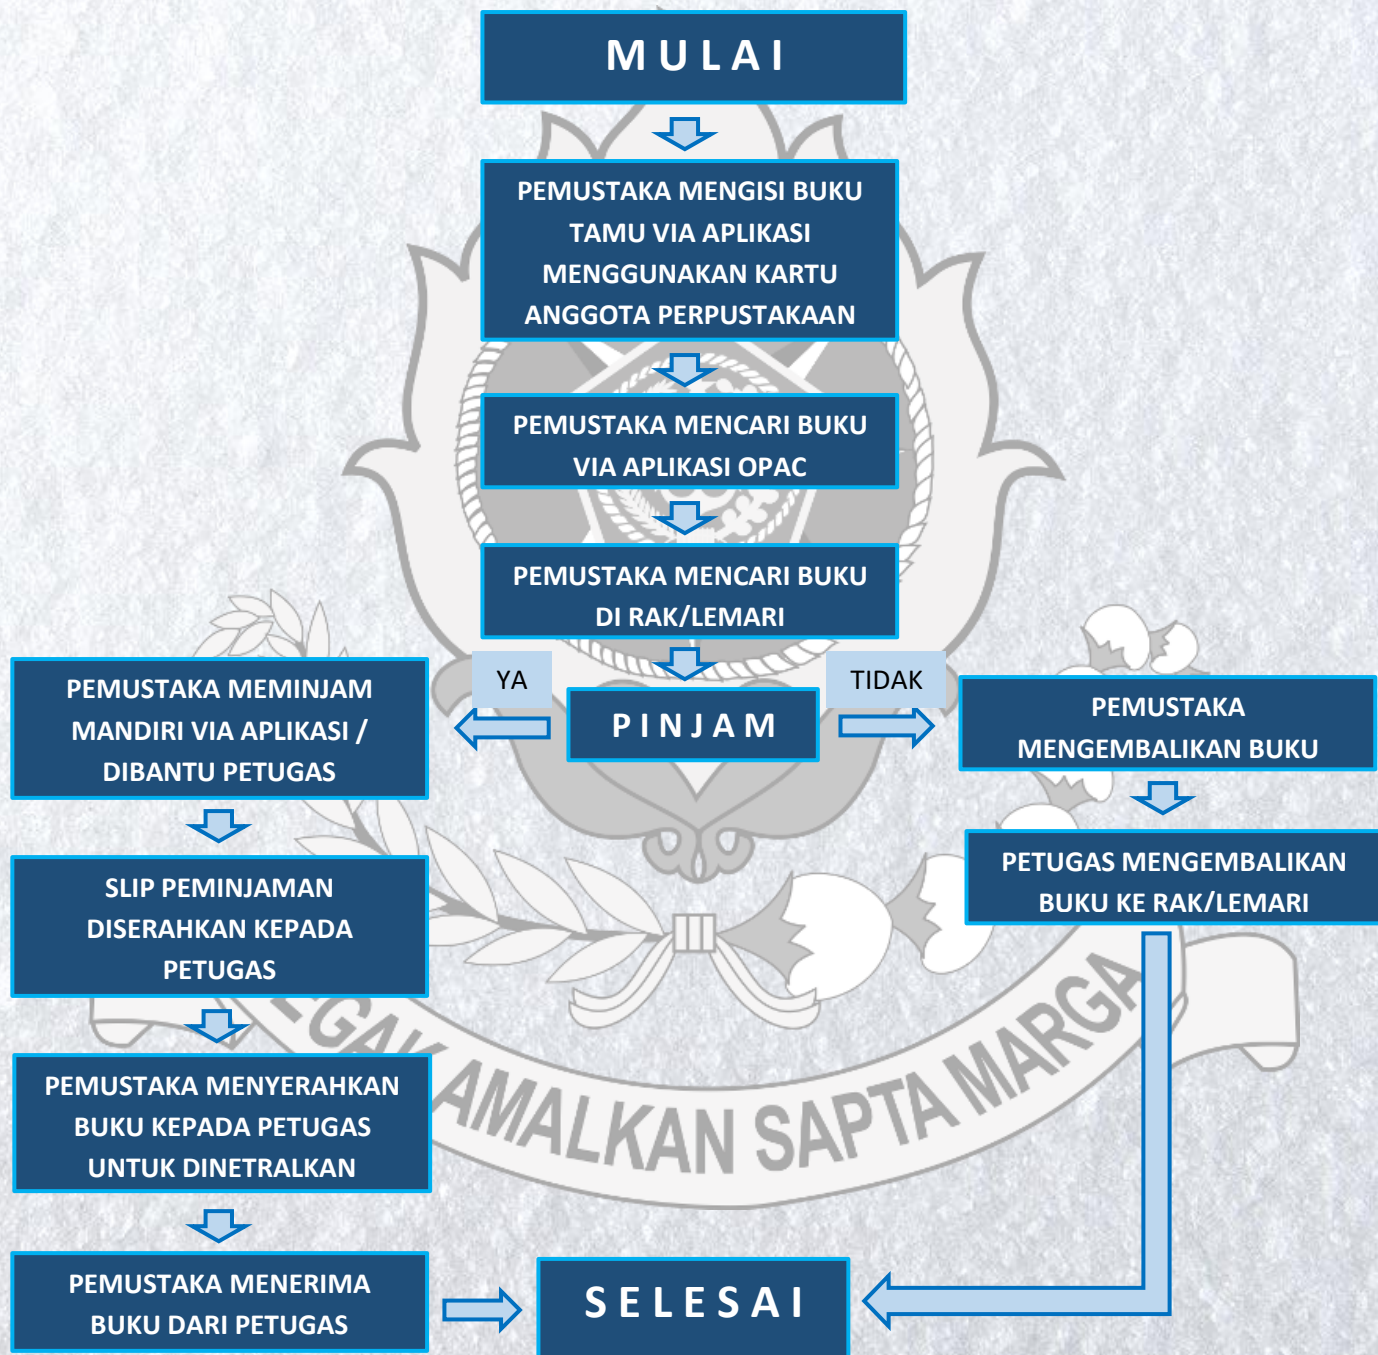 M U L A I
PEMUSTAKA MENGISI BUKU
TAMU VIA APLIKASI
MENGGUNAKAN KARTU
ANGGOTA PERPUSTAKAAN
PEMUSTAKA MENCARI BUKU
VIA APLIKASI OPAC
PEMUSTAKA MENCARI BUKU
DI RAK/LEMARI
P I N J A M
YA
PEMUSTAKA MEMINJAM
MANDIRI VIA APLIKASI /
DIBANTU PETUGAS
SLIP PEMINJAMAN
DISERAHKAN KEPADA
PETUGAS
PEMUSTAKA MENYERAHKAN
BUKU KEPADA PETUGAS
UNTUK DINETRALKAN
PEMUSTAKA MENERIMA
BUKU DARI PETUGAS
TIDAK
PEMUSTAKA
MENGEMBALIKAN BUKU
PETUGAS MENGEMBALIKAN
BUKU KE RAK/LEMARI
S E L E S A I
EGAK AMALKAN SAPTA MARGA